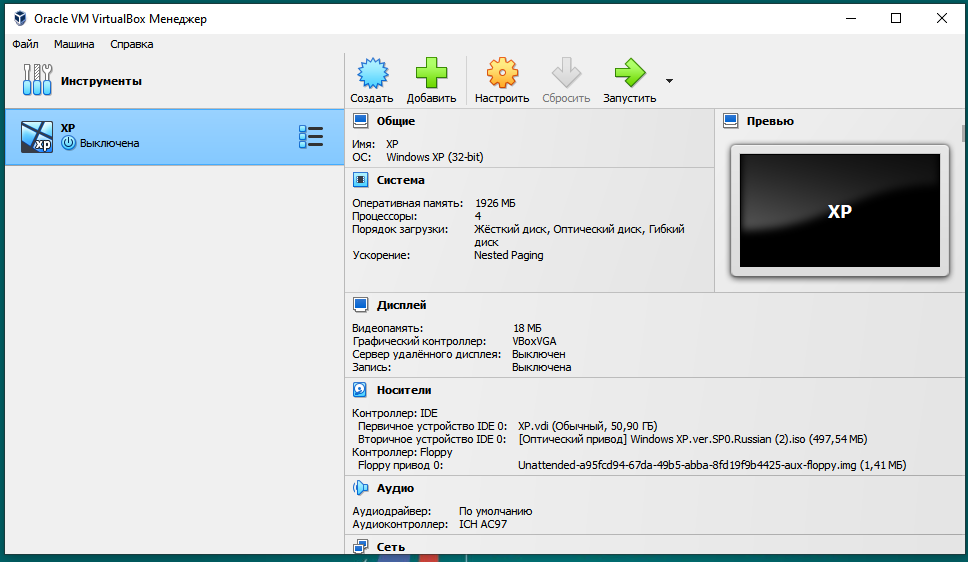 Oracle VM VirtualBox Менеджер
Файл Машина Справка
Инструменты
Создать Добавить Настроить Сбросить Запустить
XP
Выключена
Общие
Имя: XP
ОС: Windows XP (32-bit)
Превью
XP
Система
Оперативная память: 1926 МБ
Процессоры: 4
Порядок загрузки: Жёсткий диск, Оптический диск, Гибкий
диск
Ускорение: Nested Paging
Дисплей
Видеопамять: 18 МБ
Графический контроллер: VBoxVGA
Сервер удалённого дисплея: Выключен
Запись: Выключена
Носители
Контроллер: IDE
Первичное устройство IDE 0: XP.vdi (Обычный, 50,90 ГБ)
Вторичное устройство IDE 0: [Оптический привод] Windows XP.ver.SP0.Russian (2).iso (497,54 МБ)
Контроллер: Floppy
Floppy привод 0: Unattended-a95fcd94-67da-49b5-abba-8fd19f9b4425-aux-floppy.img (1,41 МБ)
Аудио
Аудиодрайвер: По умолчанию
Аудиоконтроллер: ICH AC97
Сеть